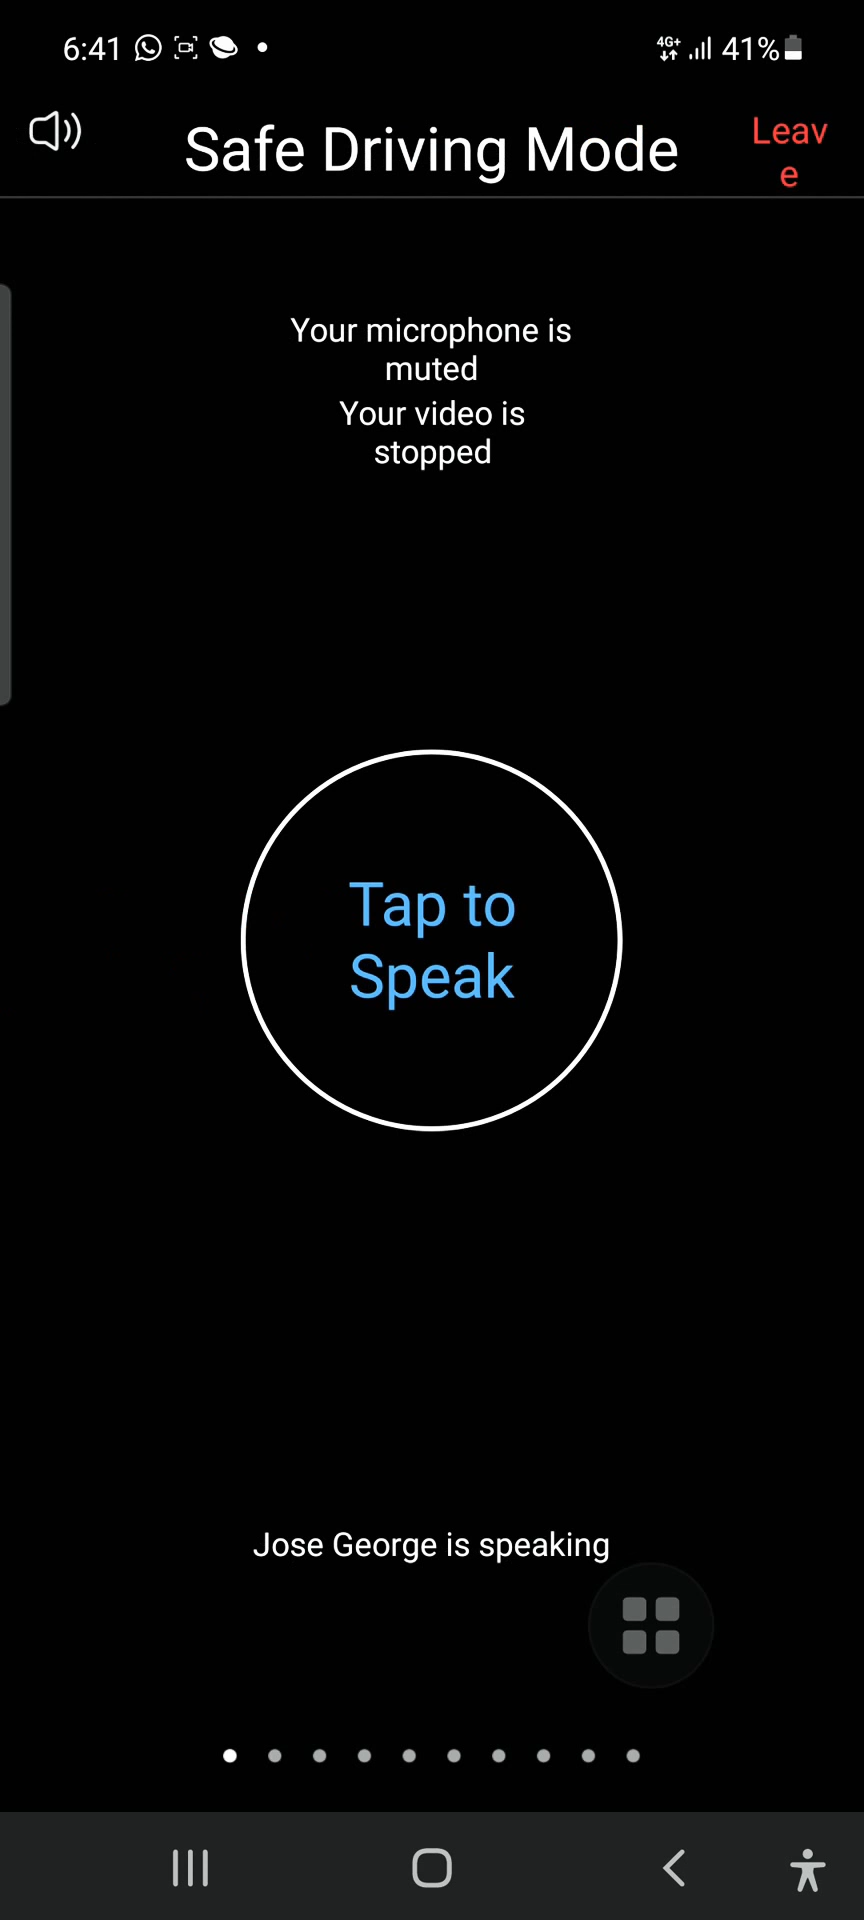 6:41
4G+
41%
Safe Driving Mode
Leav
e
Your microphone is
muted
Your video is
stopped
Tap to
Speak
Jose George is speaking